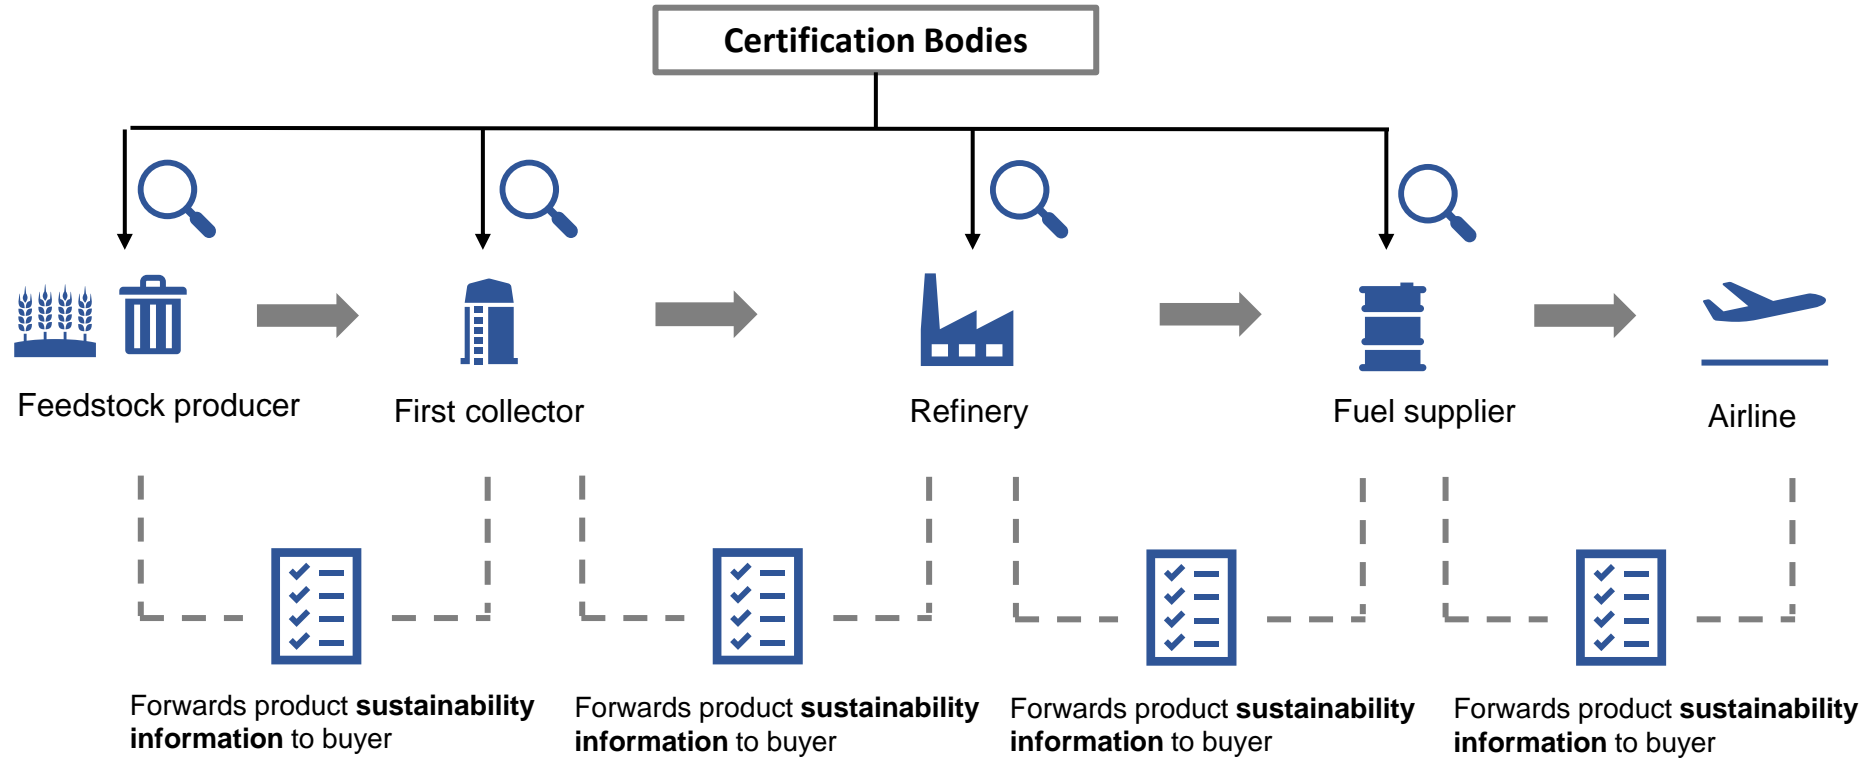 Certification Bodies
Feedstock producer
First collector
Refinery
Fuel supplier
Airline
Forwards product sustainability
information to buyer
Forwards product sustainability
information to buyer
Forwards product sustainability
information to buyer
Forwards product sustainability
information to buyer